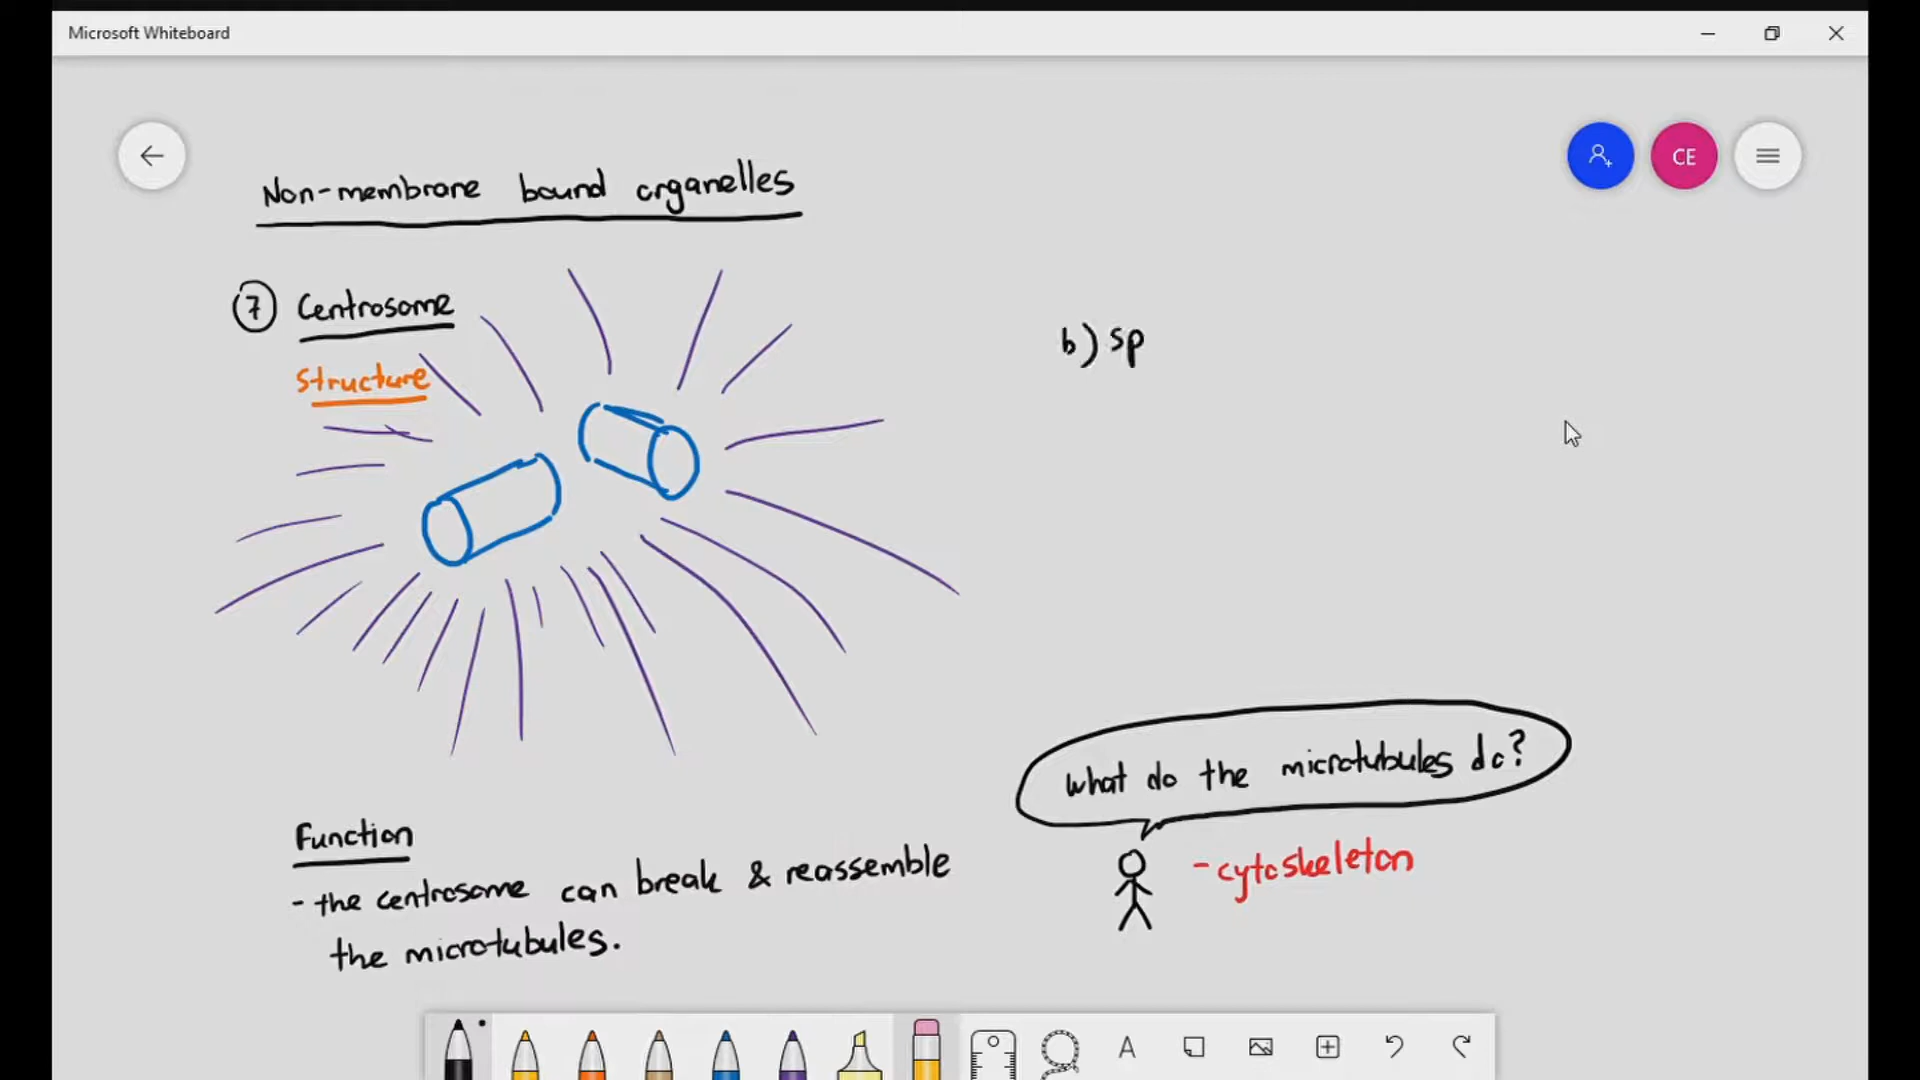 Microsoft Whiteboard
CE
Non-membrane bound organelles
7 Centrosome
Structure
b) sp
What do the microtubules do?
- cytoskeleton
Function
- the centrosome can break & reassemble
the microtubules.
A